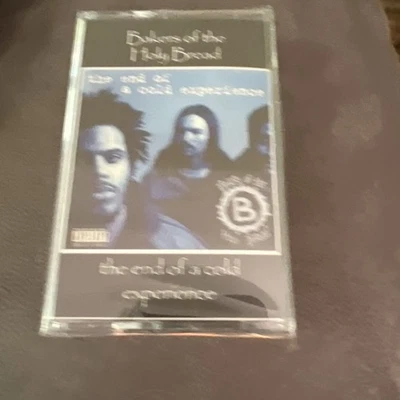 Bakers of the
Holy Bread
the end of
a cold experience
B
the end of a cold
experience